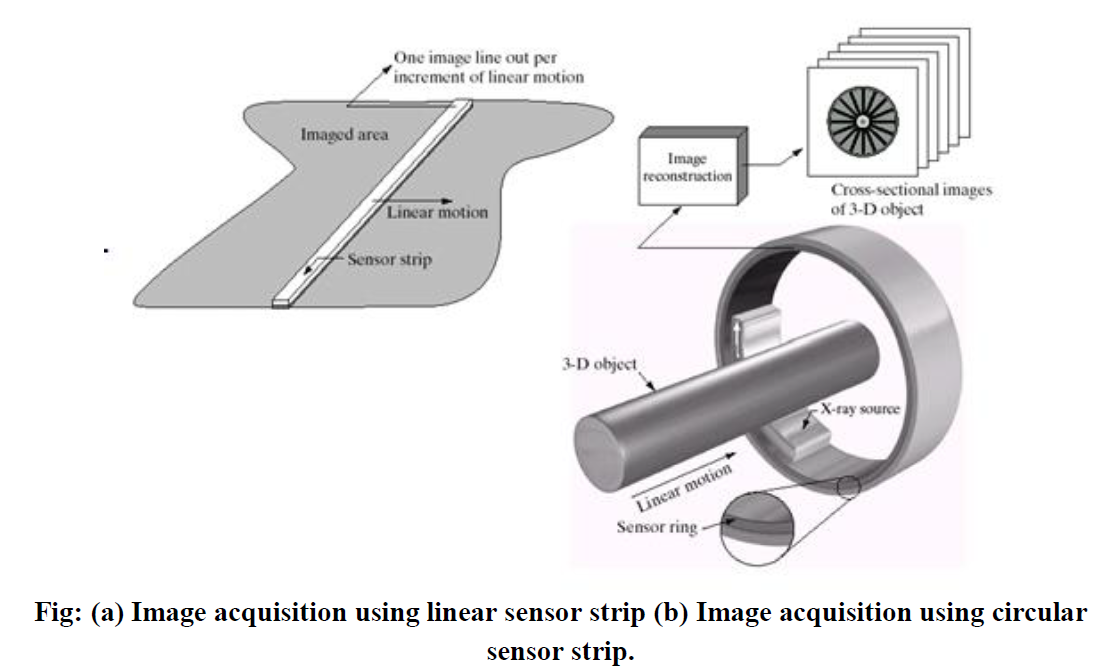 One image line out per
increment of linear motion
Imaged area
Linear motion
Sensor strip
Image
reconstruction
Cross-sectional images
of 3-D object
3-D object
X-ray source
Linear motion
Sensor ring
Fig: (a) Image acquisition using linear sensor strip (b) Image acquisition using circular
sensor strip.